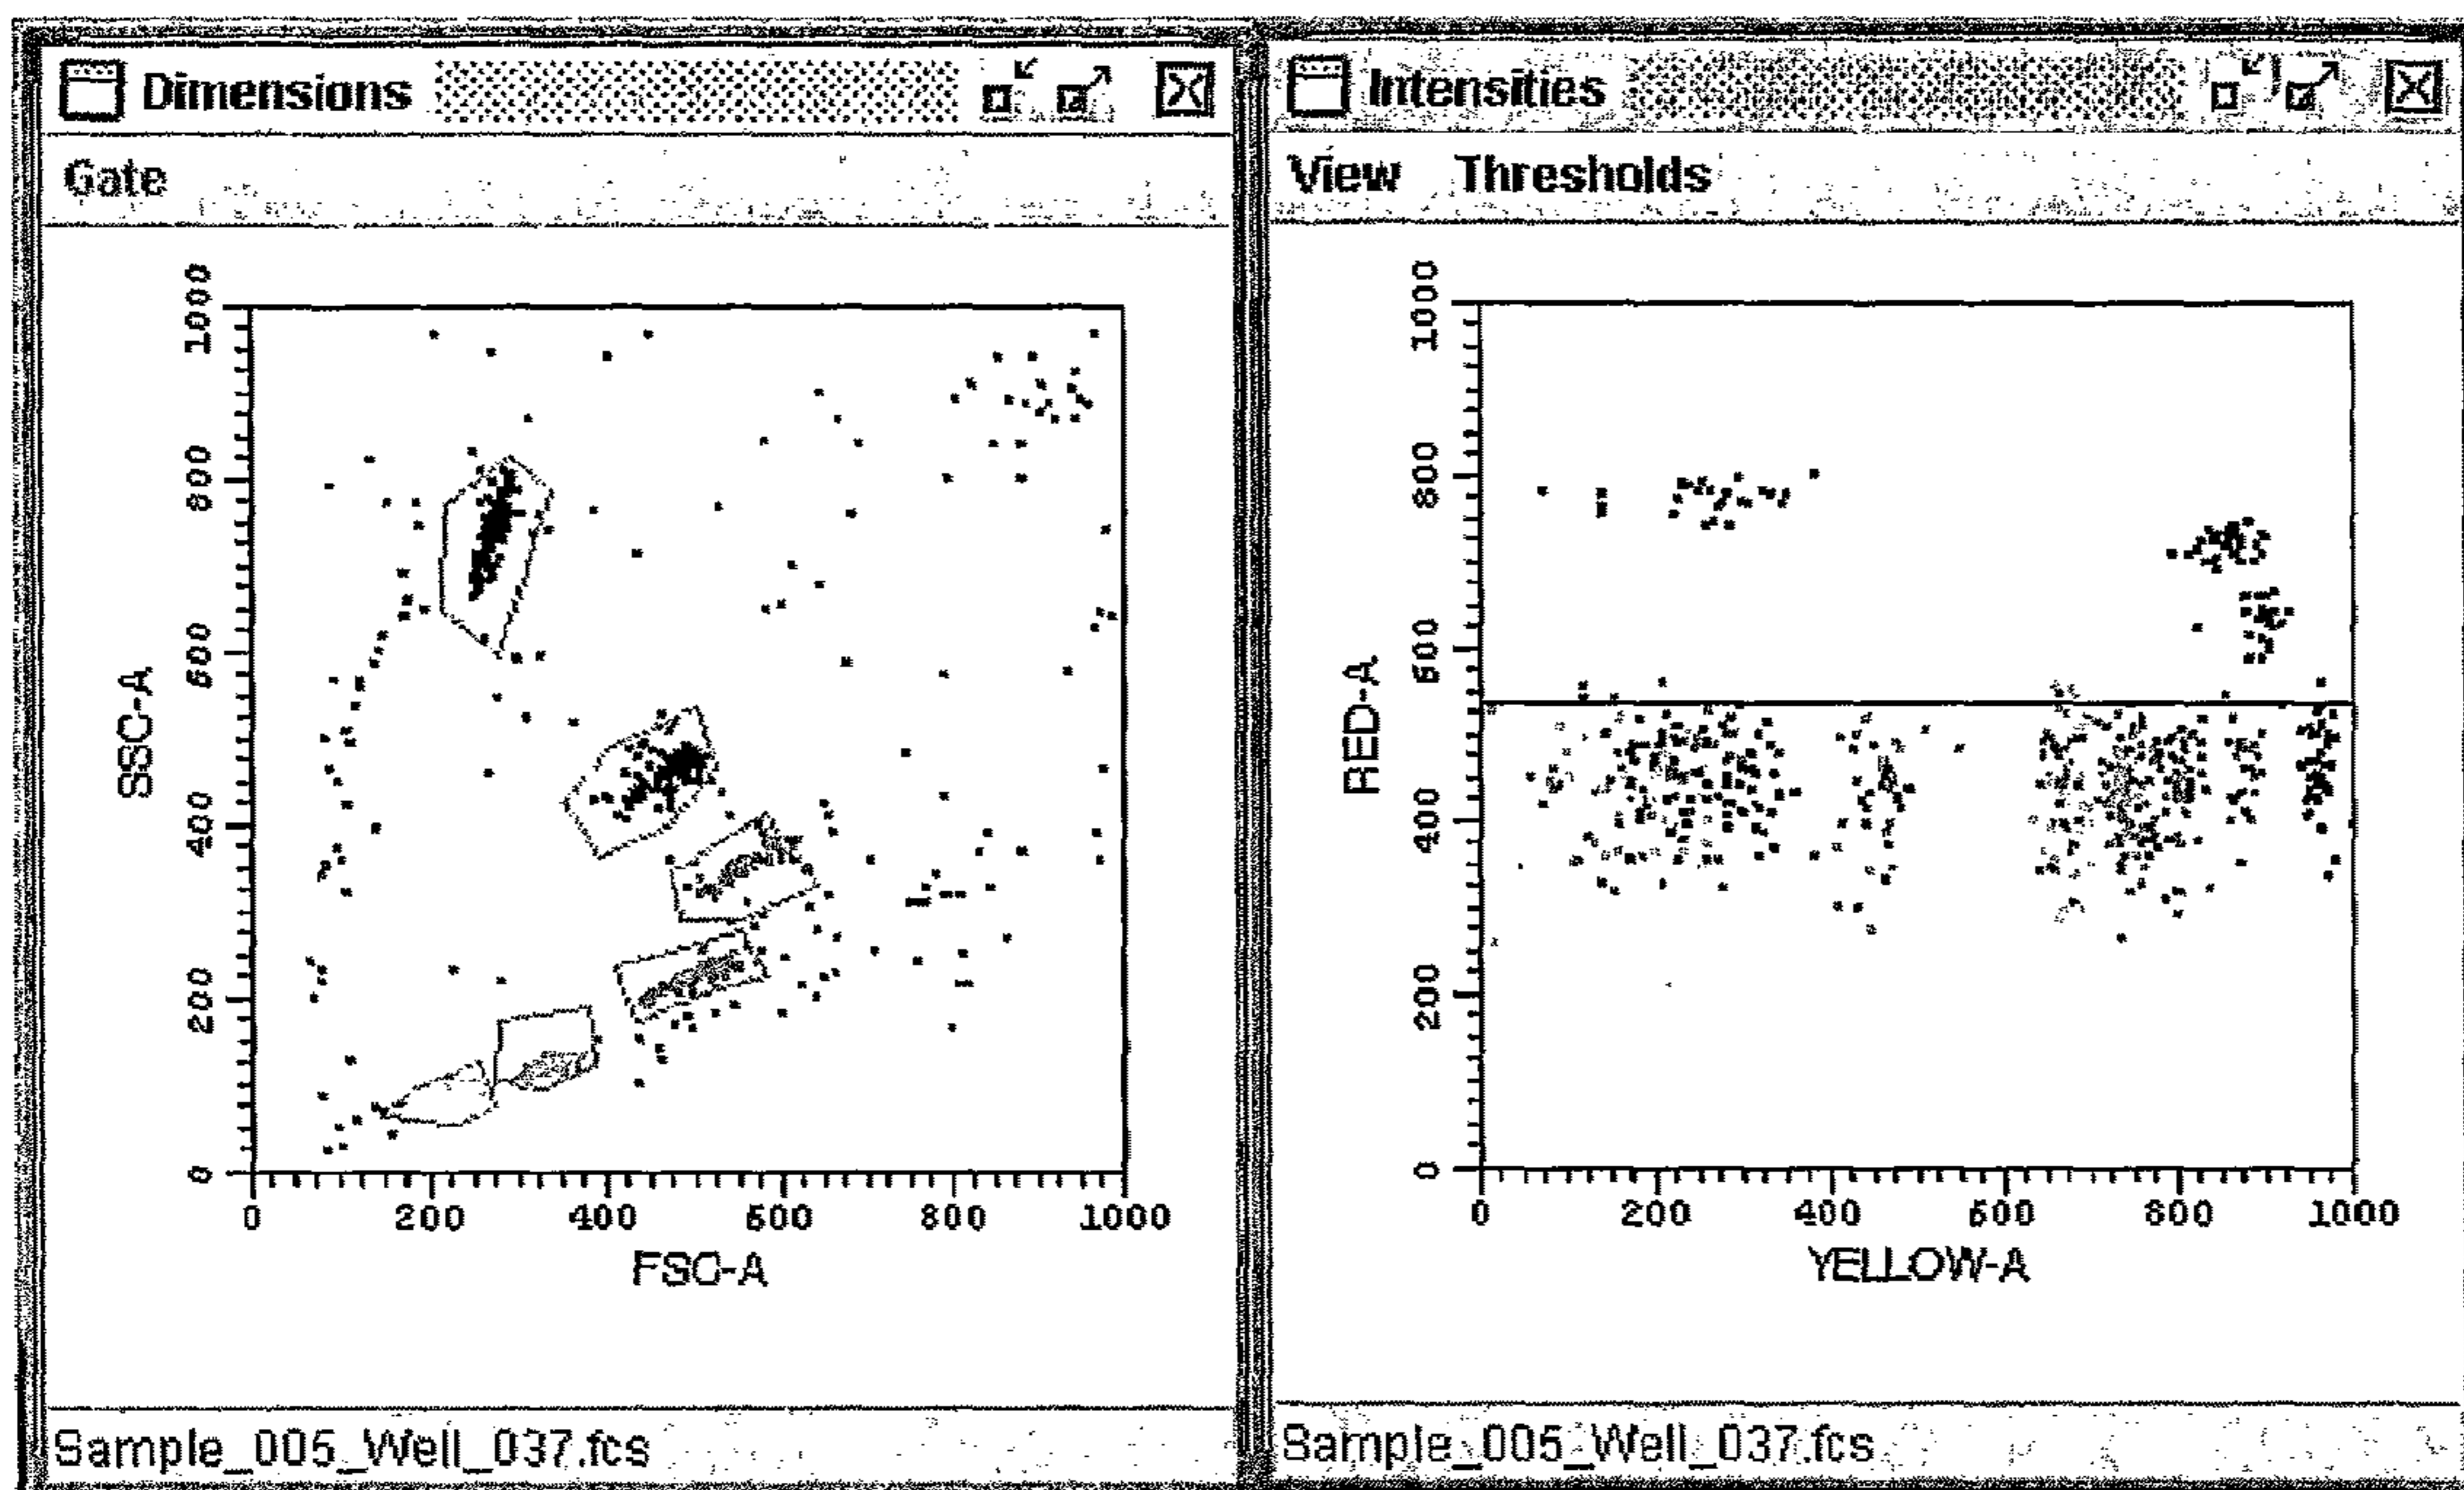 Dimensions
Gate
1000
800
600
400
200
0
SSC-A
0 200 400 600 800 1000
FSC-A
Sample_005_Well_037.fcs
Intensities
View Thresholds
1000
800
600
400
200
0
RED-A
0 200 400 600 800 1000
YELLOW-A
Sample_005_Well_037.fcs